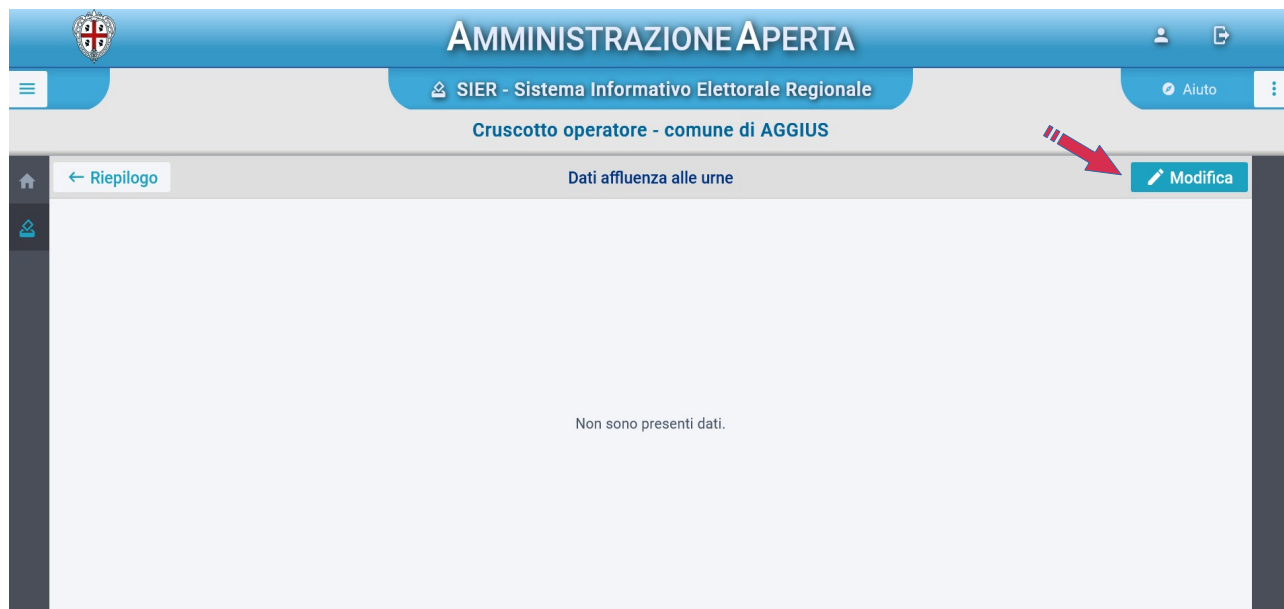 AMMINISTRAZIONE APERTA
SIER - Sistema Informativo Elettorale Regionale
Aiuto
Cruscotto operatore - comune di AGGIUS
← Riepilogo
Dati affluenza alle urne
Modifica
Non sono presenti dati.